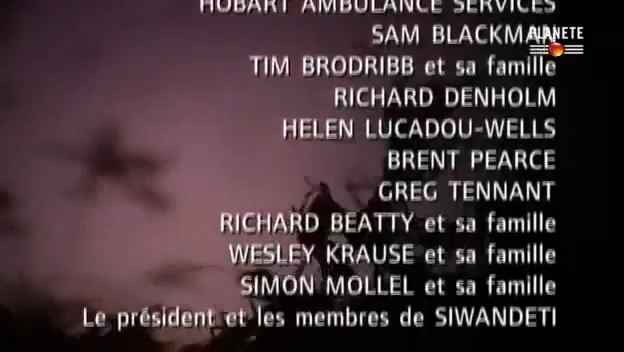 HOBART AMBULANCE SERVICES
SAM BLACKMAN
PLANETE
TIM BRODRIBB et sa famille
RICHARD DENHOLM
HELEN LUCADOU-WELLS
BRENT PEARCE
GREG TENNANT
RICHARD BEATTY et sa famille
WESLEY KRAUSE et sa famille
SIMON MOLLEL et sa famille
Le président et les membres de SIWANDETI